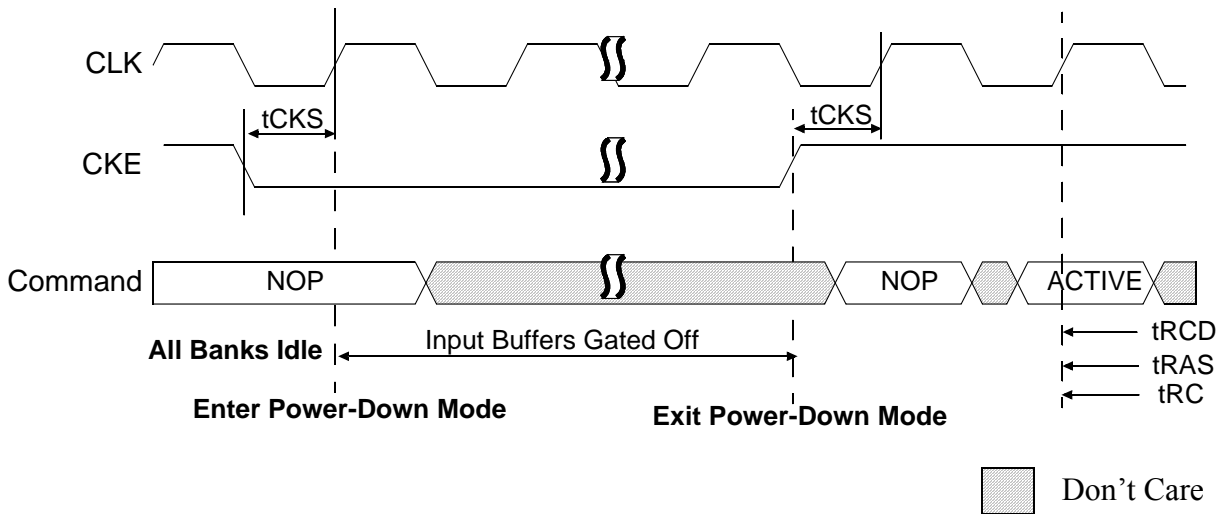 CLK
tCKS
tCKS
CKE
Command
NOP
NOP
ACTIVE
All Banks Idle
Input Buffers Gated Off
tRCD
tRAS
tRC
Enter Power-Down Mode
Exit Power-Down Mode
Don't Care